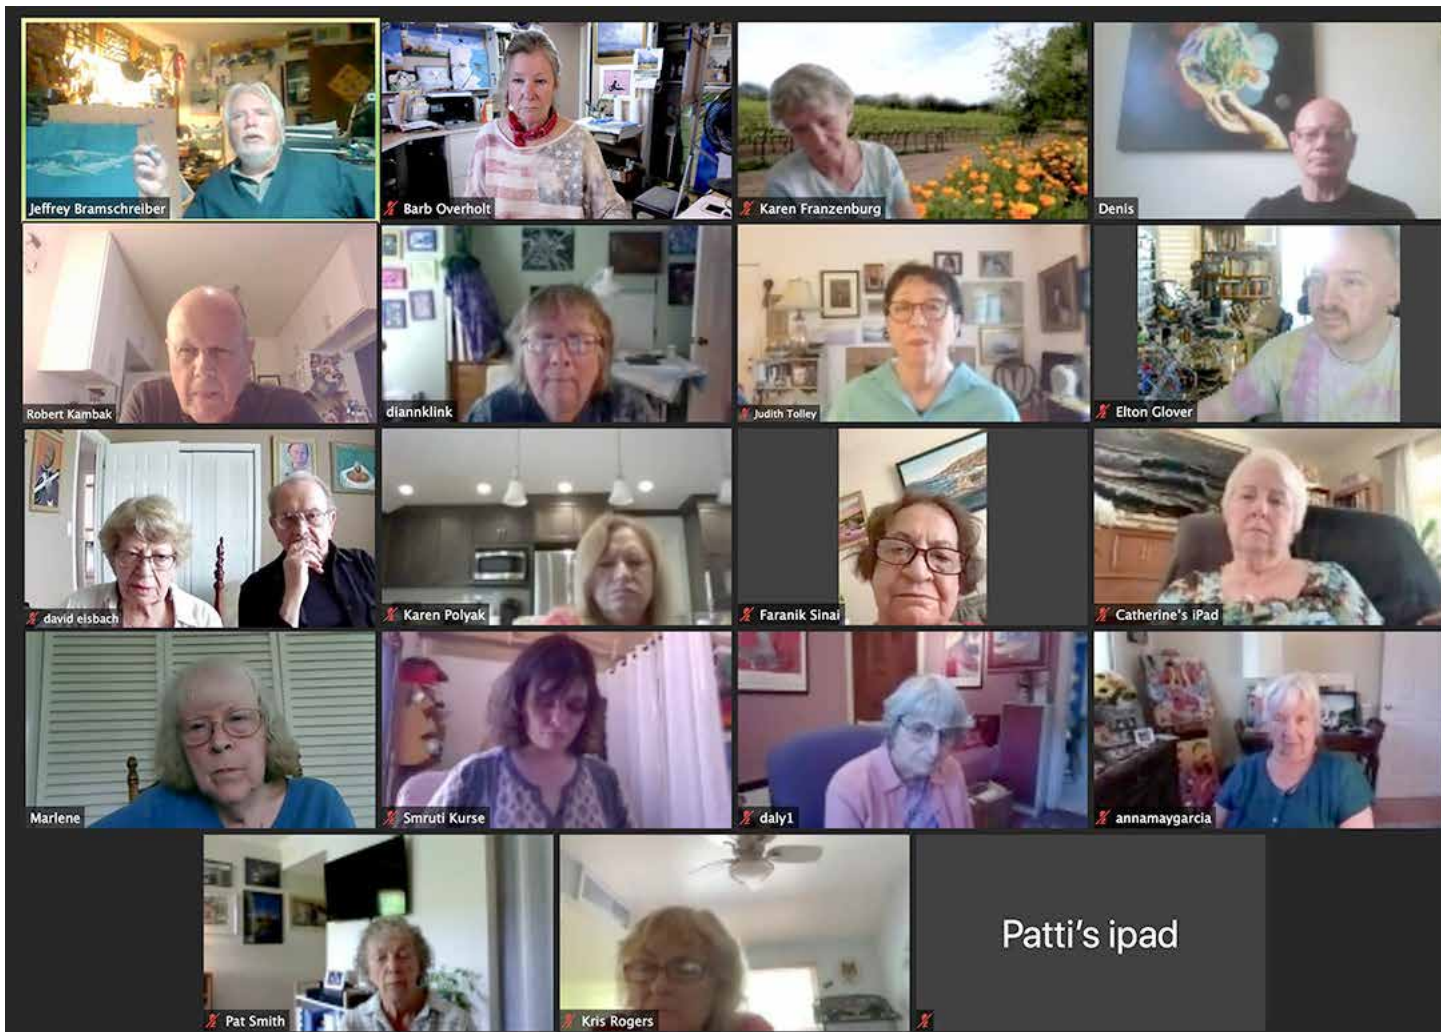 Jeffrey Bramschreiber
Barb Overholt
Karen Franzenburg
Denis
Robert Kambak
diannklink
Judith Tolley
Elton Glover
david eisbach
Karen Polyak
Faranik Sinai
Catherine's iPad
Marlene
Smruti Kurse
daly1
annamaygarcia
Pat Smith
Kris Rogers
Patti's ipad